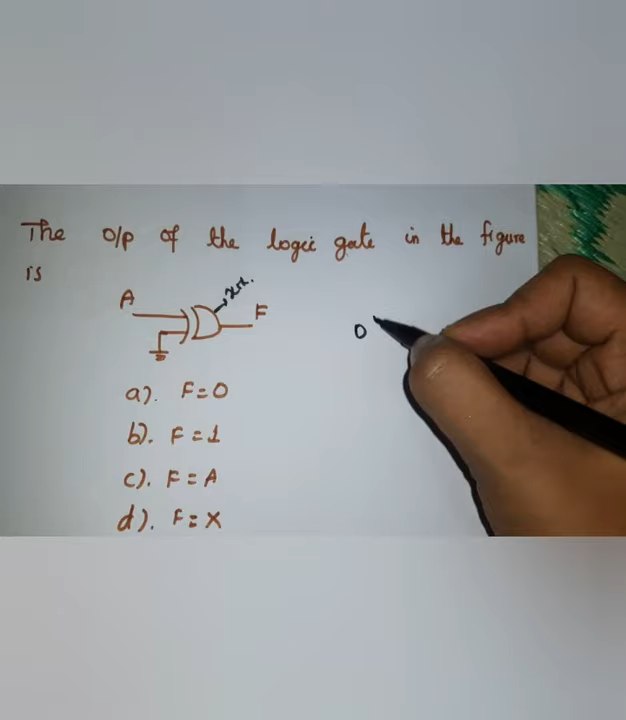 The o/p of the logic gate in the figure
is
A
F
0
a). F=0
b). F=1
c). F=A
d). F=X